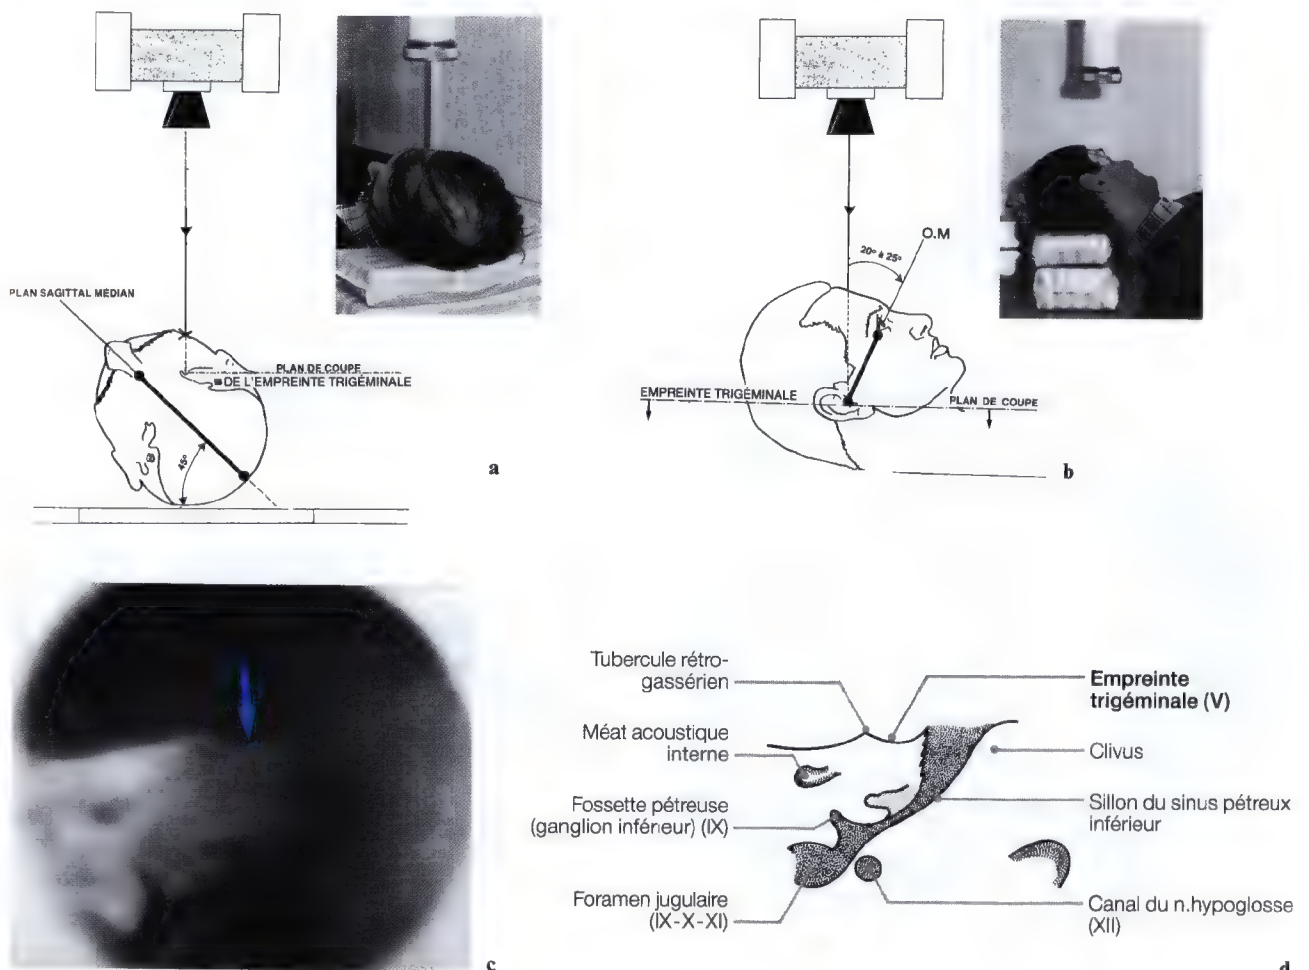 PLAN SAGITTAL MÉDIAN
PLAN DE COUPE
DE L'EMPREINTE TRIGÉMINALE
45°
a
O.M
20° à 25°
EMPREINTE TRIGÉMINALE
PLAN DE COUPE
b
c
Tubercule rétro-
gassérien
Méat acoustique
interne
Fossette pétreuse
(ganglion inférieur) (IX)
Foramen jugulaire
(IX-X-XI)
Empreinte
trigéminale (V)
Clivus
Sillon du sinus pétreux
inférieur
Canal du n.hypoglosse
(XII)
d